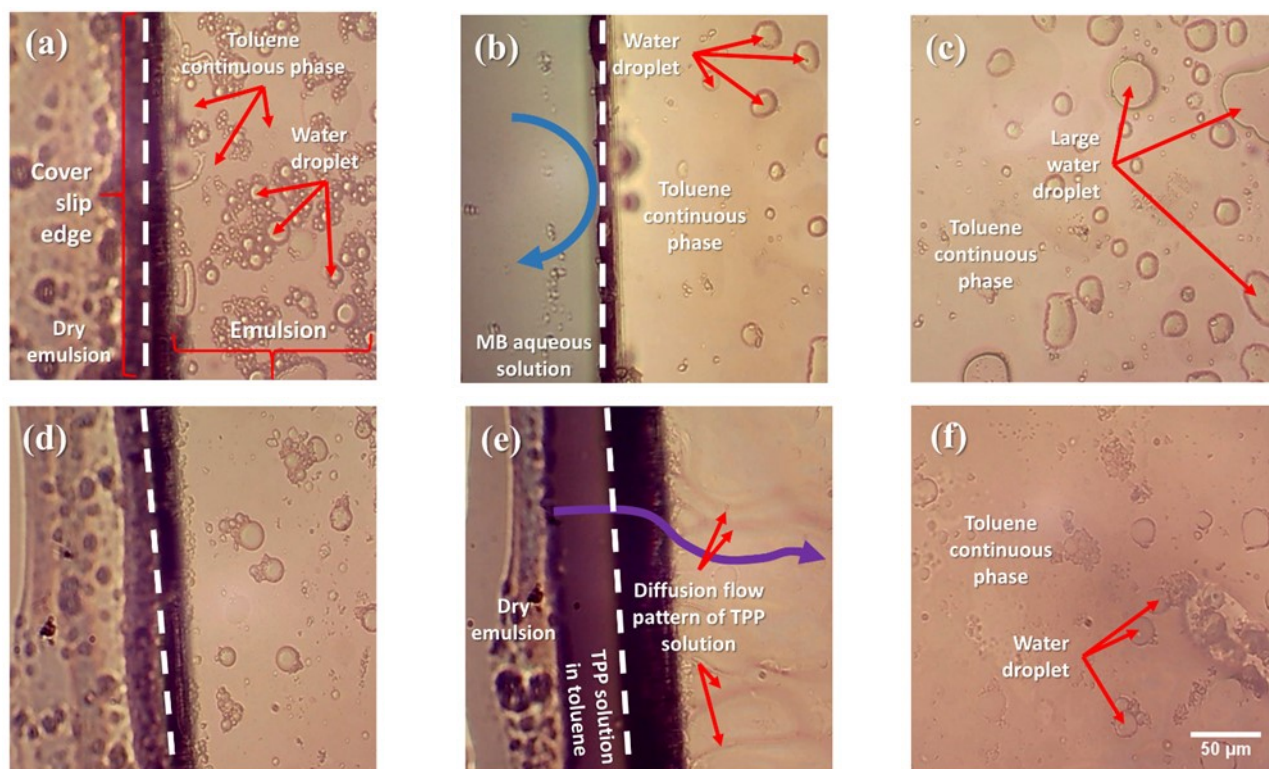 (a)
Toluene
continuous phase
Water
droplet
Cover
slip
edge
Dry
emulsion
Emulsion
(b)
Water
droplet
Toluene
continuous
phase
MB aqueous
solution
(c)
Large
water
droplet
Toluene
continuous
phase
(d)
(e)
Dry
emulsion
TPP solution
in toluene
Diffusion flow
pattern of TPP
solution
(f)
Toluene
continuous
phase
Water
droplet
50 µm